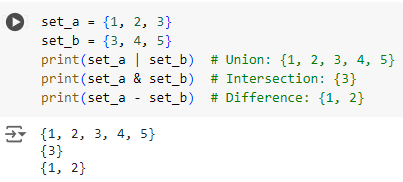 set_a = {1, 2, 3}
set_b = {3, 4, 5}
print(set_a | set_b)  # Union: {1, 2, 3, 4, 5}
print(set_a & set_b)  # Intersection: {3}
print(set_a - set_b)  # Difference: {1, 2}
{1, 2, 3, 4, 5}
{3}
{1, 2}